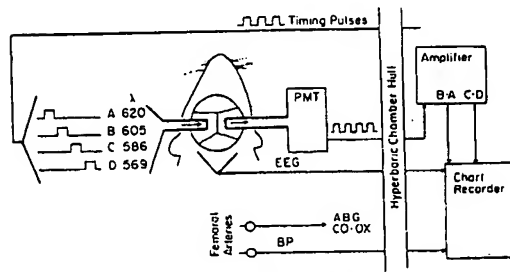 Timing Pulses
Amplifier
B-A C-D
λ
A 620
B 605
C 586
D 569
PMT
EEG
Hyperbaric Chamber Hull
Chart
Recorder
Femoral
Arteries
ABG
CO-OX
BP